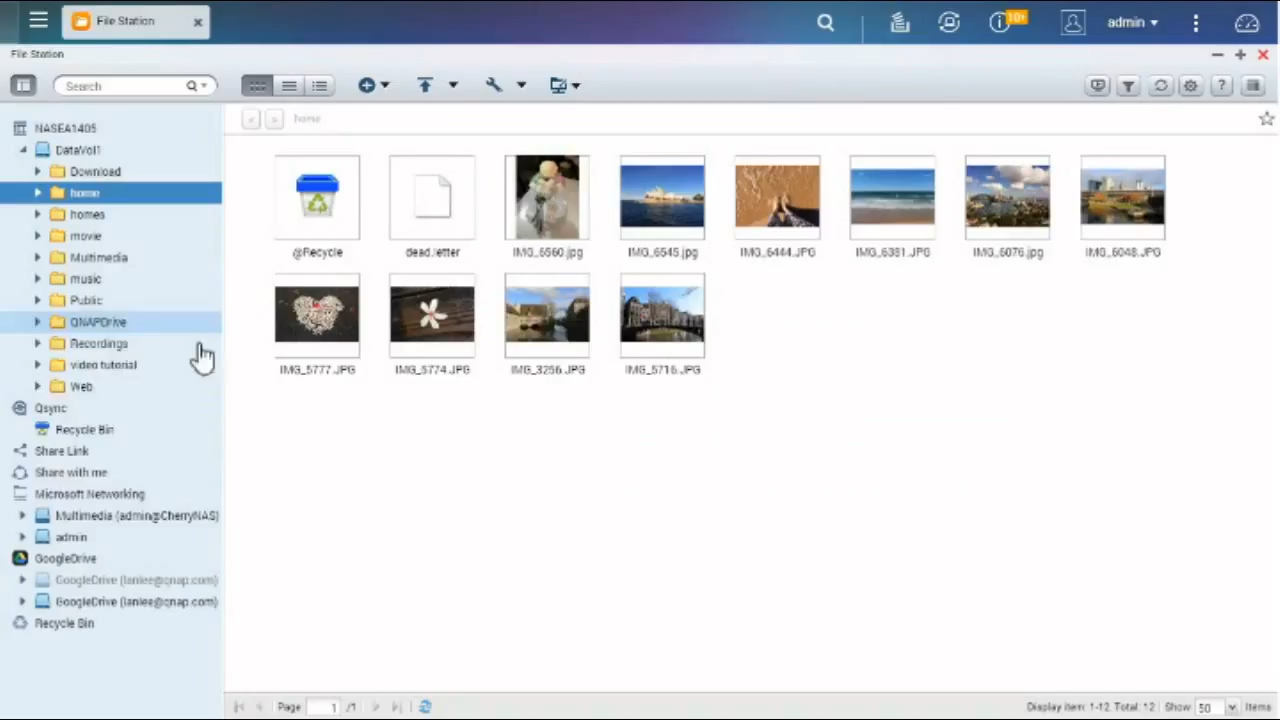 File Station
10+
admin
File Station
Search
home
NASEA1405
DataVol1
Download
home
homes
movie
Multimedia
music
Public
QNAPDrive
Recordings
video tutorial
Web
Qsync
Recycle Bin
Share Link
Share with me
Microsoft Networking
Multimedia (admin@CherryNAS)
admin
GoogleDrive
GoogleDrive (ianlee@qnap.com)
GoogleDrive (ianlee@qnap.com)
Recycle Bin
@Recycle
dead.letter
IMG_6560.jpg
IMG_6545.jpg
IMG_6444.JPG
IMG_6381.JPG
IMG_6076.jpg
IMG_6048.JPG
IMG_5777.JPG
IMG_5774.JPG
IMG_3256.JPG
IMG_5716.JPG
Page 1 /1
Display item: 1-12, Total: 12 Show 50 Items